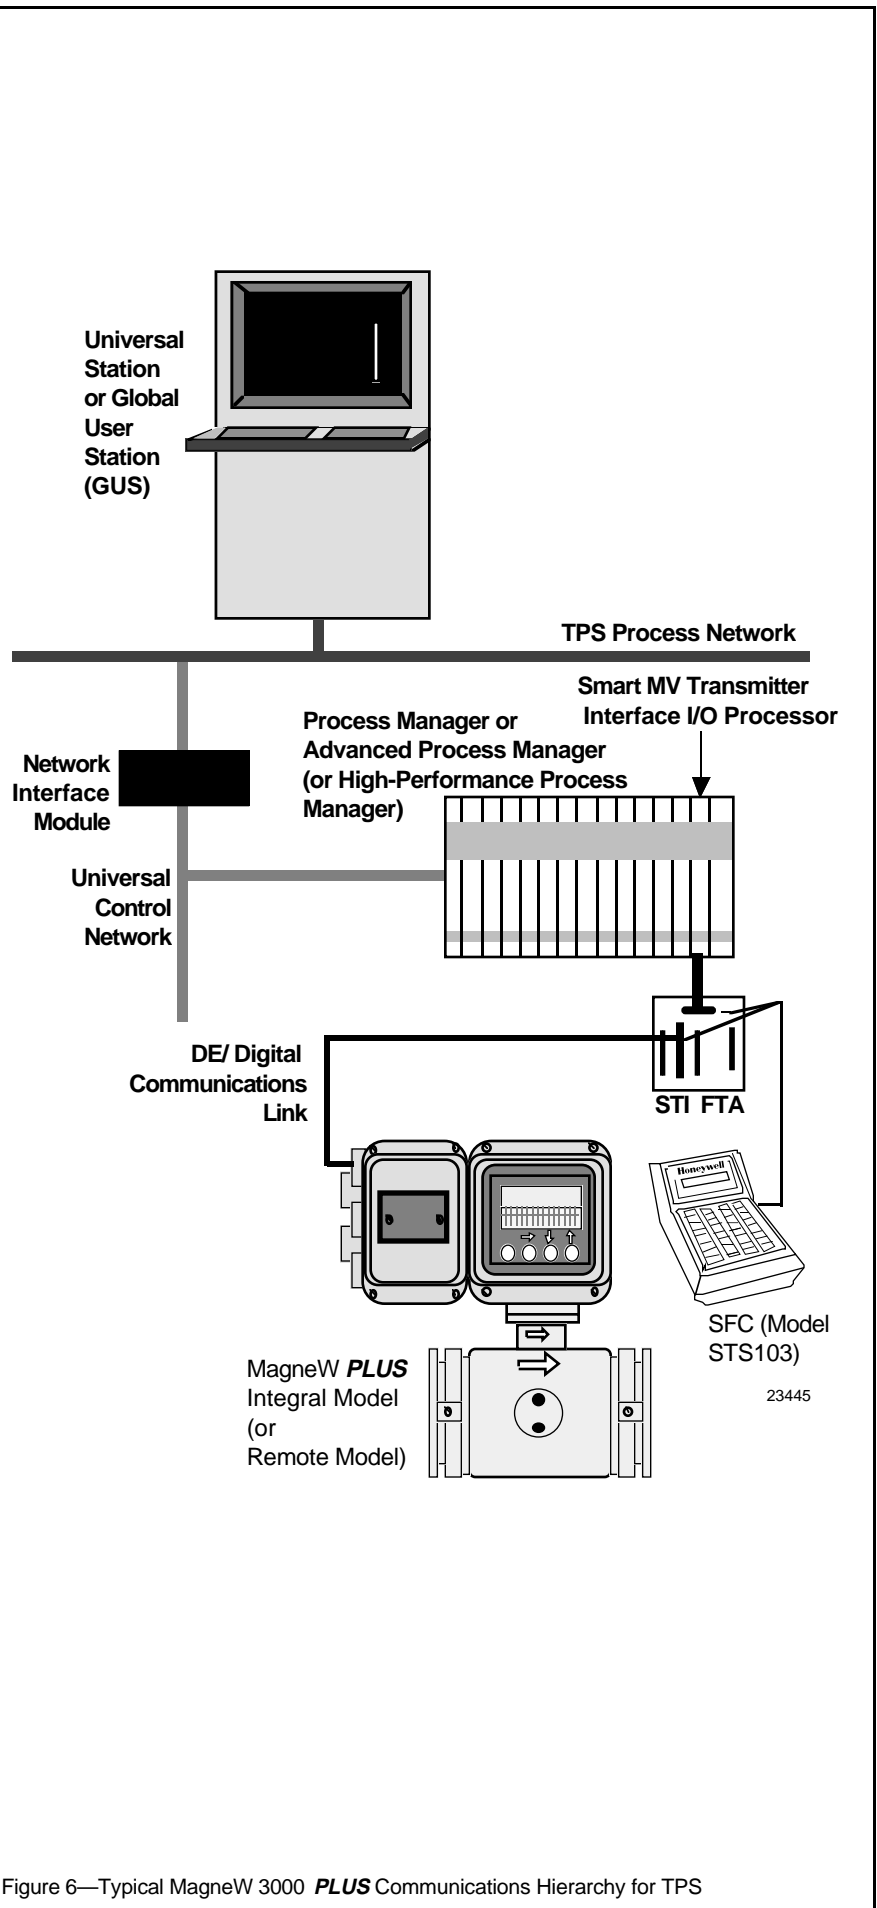 Universal
Station
or Global
User
Station
(GUS)
TPS Process Network
Smart MV Transmitter
Interface I/O Processor
Process Manager or
Advanced Process Manager
(or High-Performance Process
Manager)
Network
Interface
Module
Universal
Control
Network
DE/ Digital
Communications
Link
STI FTA
Honeywell
SFC (Model
STS103)
23445
MagneW PLUS
Integral Model
(or
Remote Model)
Figure 6—Typical MagneW 3000 PLUS Communications Hierarchy for TPS